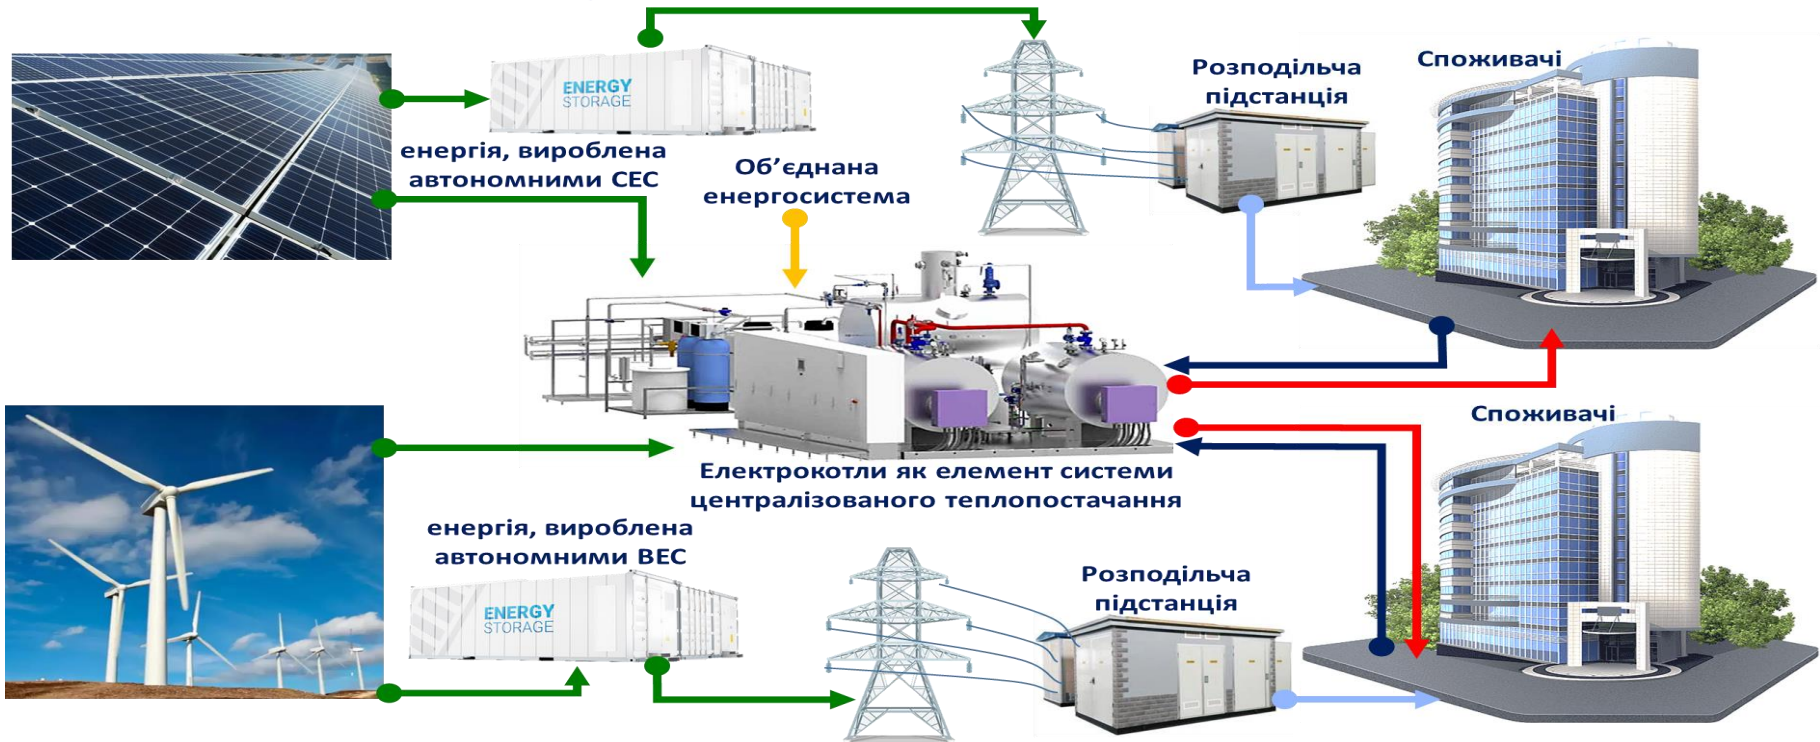 ENERGY
STORAGE
Розподільча
підстанція
Споживачі
енергія, вироблена
автономними СЕС
Об’єднана
енергосистема
Споживачі
Електрокотли як елемент системи
централізованого теплопостачання
енергія, вироблена
автономними ВЕС
ENERGY
STORAGE
Розподільча
підстанція